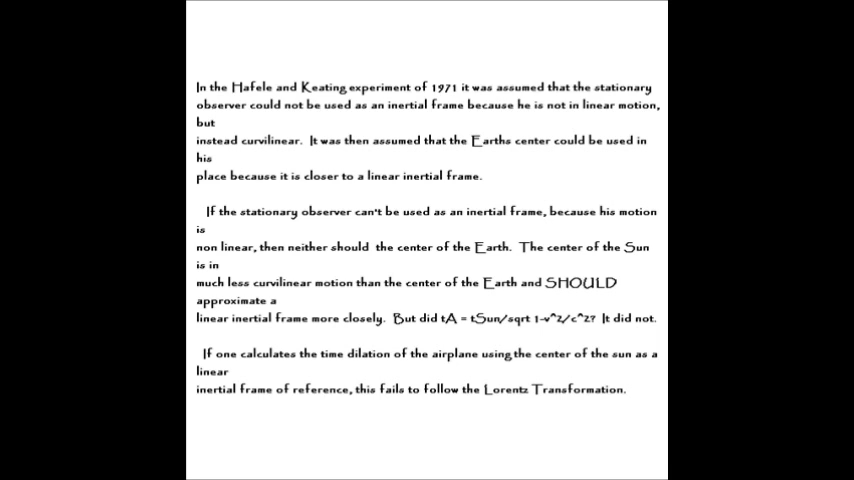 In the Hafele and Keating experiment of 1971 it was assumed that the stationary
observer could not be used as an inertial frame because he is not in linear motion,
but
instead curvilinear. It was then assumed that the Earths center could be used in
his
place because it is closer to a linear inertial frame.
If the stationary observer can't be used as an inertial frame, because his motion
is
non linear, then neither should the center of the Earth. The center of the Sun
is in
much less curvilinear motion than the center of the Earth and SHOULD
approximate a
linear inertial frame more closely. But did tA = tSun/sqrt 1-v^2/c^2? It did not.
If one calculates the time dilation of the airplane using the center of the sun as a
linear
inertial frame of reference, this fails to follow the Lorentz Transformation.